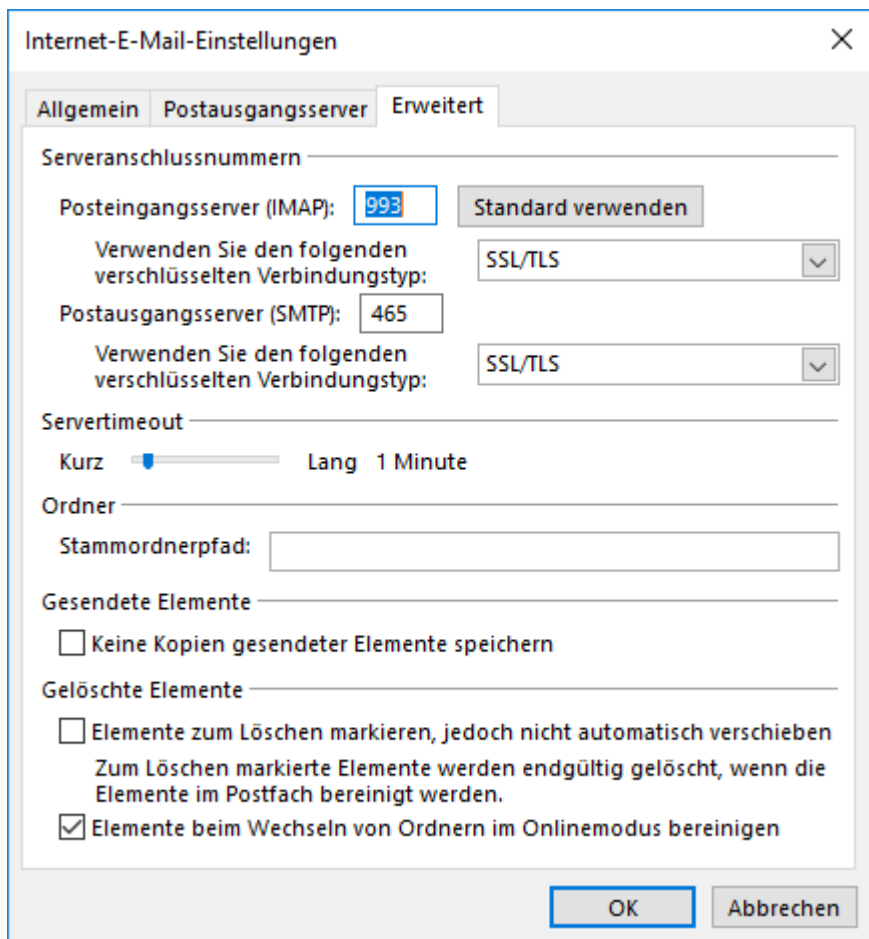 Internet-E-Mail-Einstellungen
Allgemein Postausgangsserver Erweitert
Serveranschlussnummern
Posteingangsserver (IMAP): 993 Standard verwenden
Verwenden Sie den folgenden
verschlüsselten Verbindungstyp: SSL/TLS
Postausgangsserver (SMTP): 465
Verwenden Sie den folgenden
verschlüsselten Verbindungstyp: SSL/TLS
Servertimeout
Kurz Lang 1 Minute
Ordner
Stammordnerpfad:
Gesendete Elemente
Keine Kopien gesendeter Elemente speichern
Gelöschte Elemente
Elemente zum Löschen markieren, jedoch nicht automatisch verschieben
Zum Löschen markierte Elemente werden endgültig gelöscht, wenn die
Elemente im Postfach bereinigt werden.
Elemente beim Wechseln von Ordnern im Onlinemodus bereinigen
OK Abbrechen